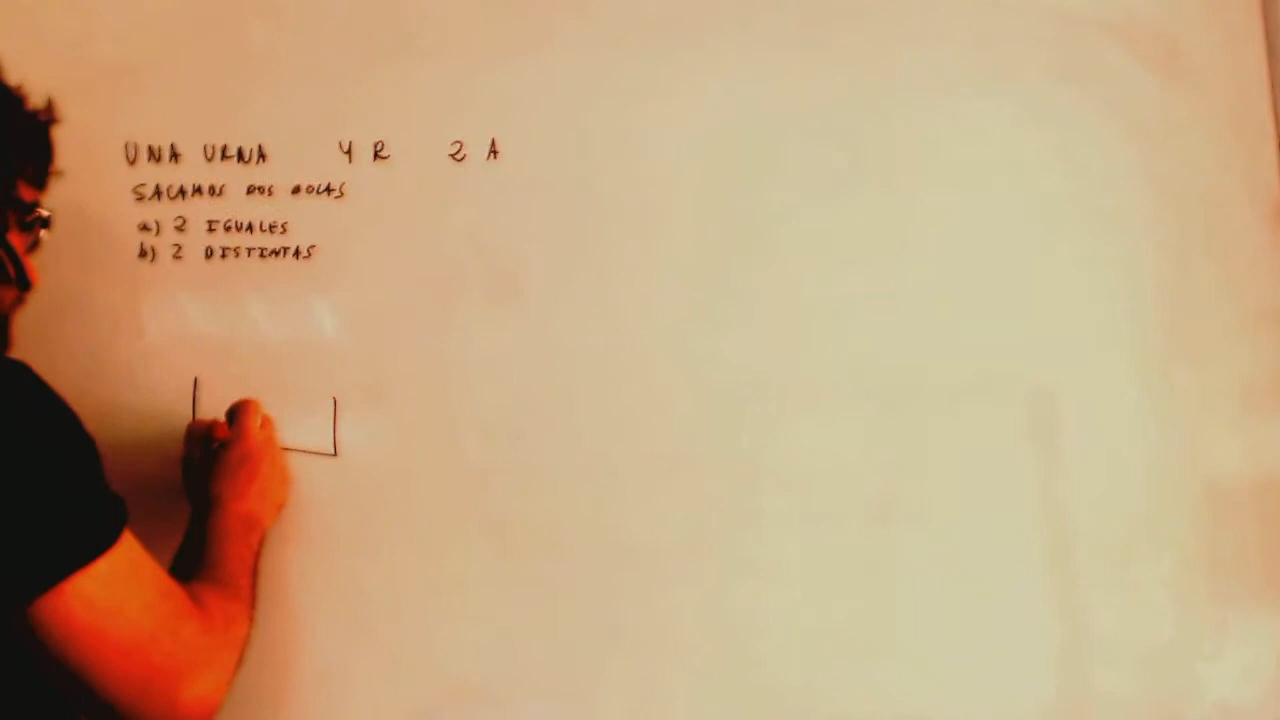 UNA URNA 4 R 2 A
SACAMOS DOS BOLAS
a) 2 IGUALES
b) 2 DISTINTAS